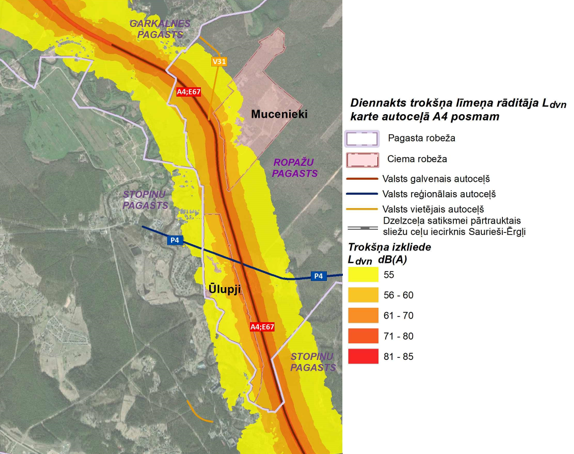 GARKALNES
PAGASTS
V33
A4;E67
Mucenieki
ROPAŽU
PAGASTS
STOPIŅU
PAGASTS
P4
P4
Ūlupji
A4;E67
STOPIŅU
PAGASTS
Diennakts trokšņa līmeņa rādītāja Ldvn
karte autoceļā A4 posmam
Pagasta robeža
Ciema robeža
Valsts galvenais autoceļš
Valsts reģionālais autoceļš
Valsts vietējais autoceļš
Dzelzceļa satiksmei pārtrauktais
sliežu ceļu iecirknis Saurieši-Ērgļi
Trokšņa izkliede
Ldvn dB(A)
55
56 - 60
61 - 70
71 - 80
81 - 85